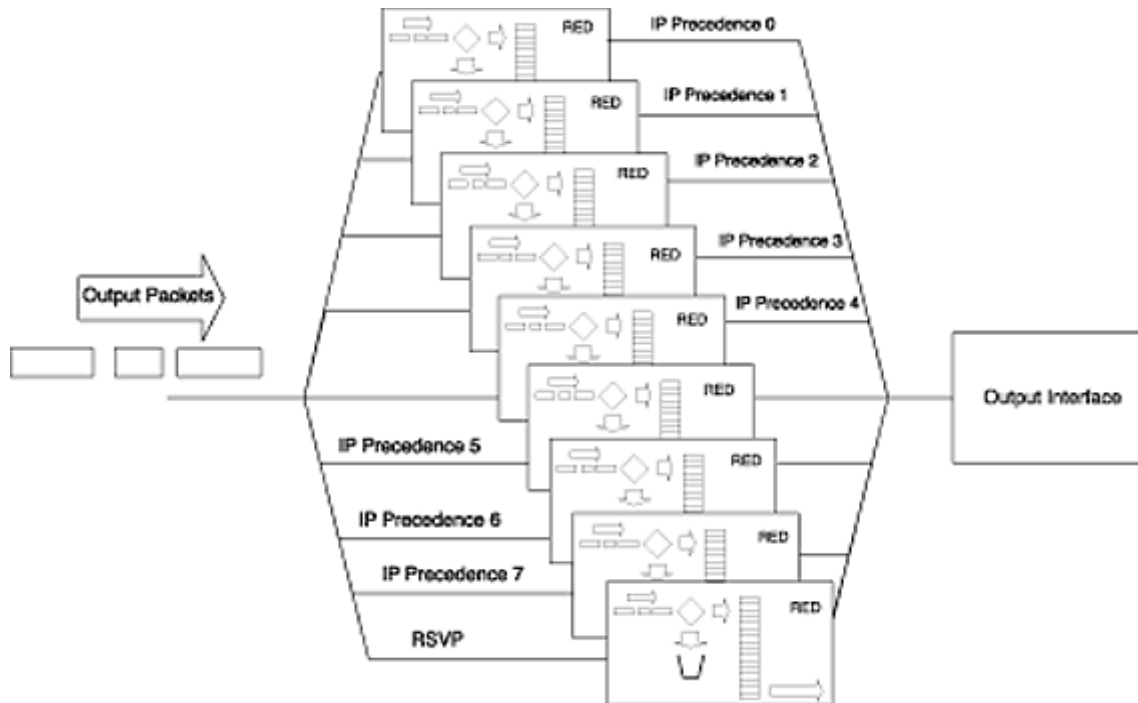 RED
IP Precedence 0
RED
IP Precedence 1
RED
IP Precedence 2
RED
IP Precedence 3
RED
IP Precedence 4
Output Packets
RED
Output Interface
IP Precedence 5
RED
IP Precedence 6
RED
IP Precedence 7
RED
RSVP